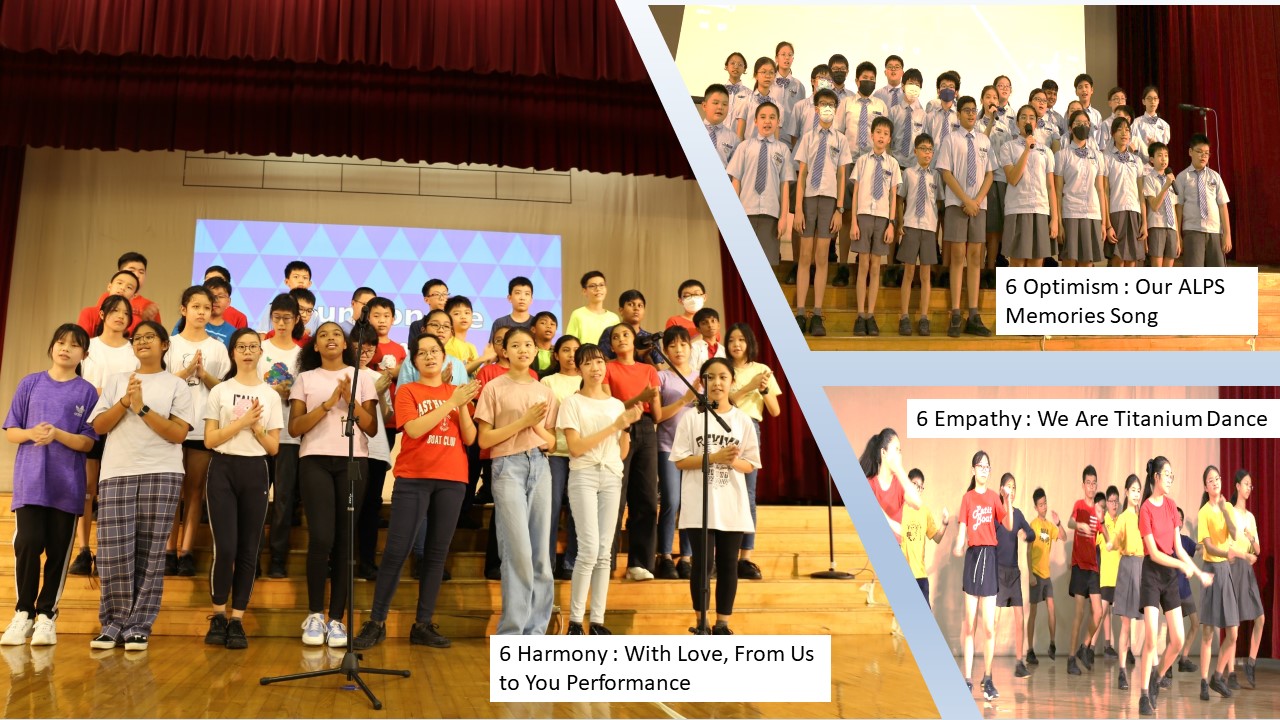 6 Harmony : With Love, From Us
to You Performance
6 Optimism : Our ALPS
Memories Song
6 Empathy : We Are Titanium Dance